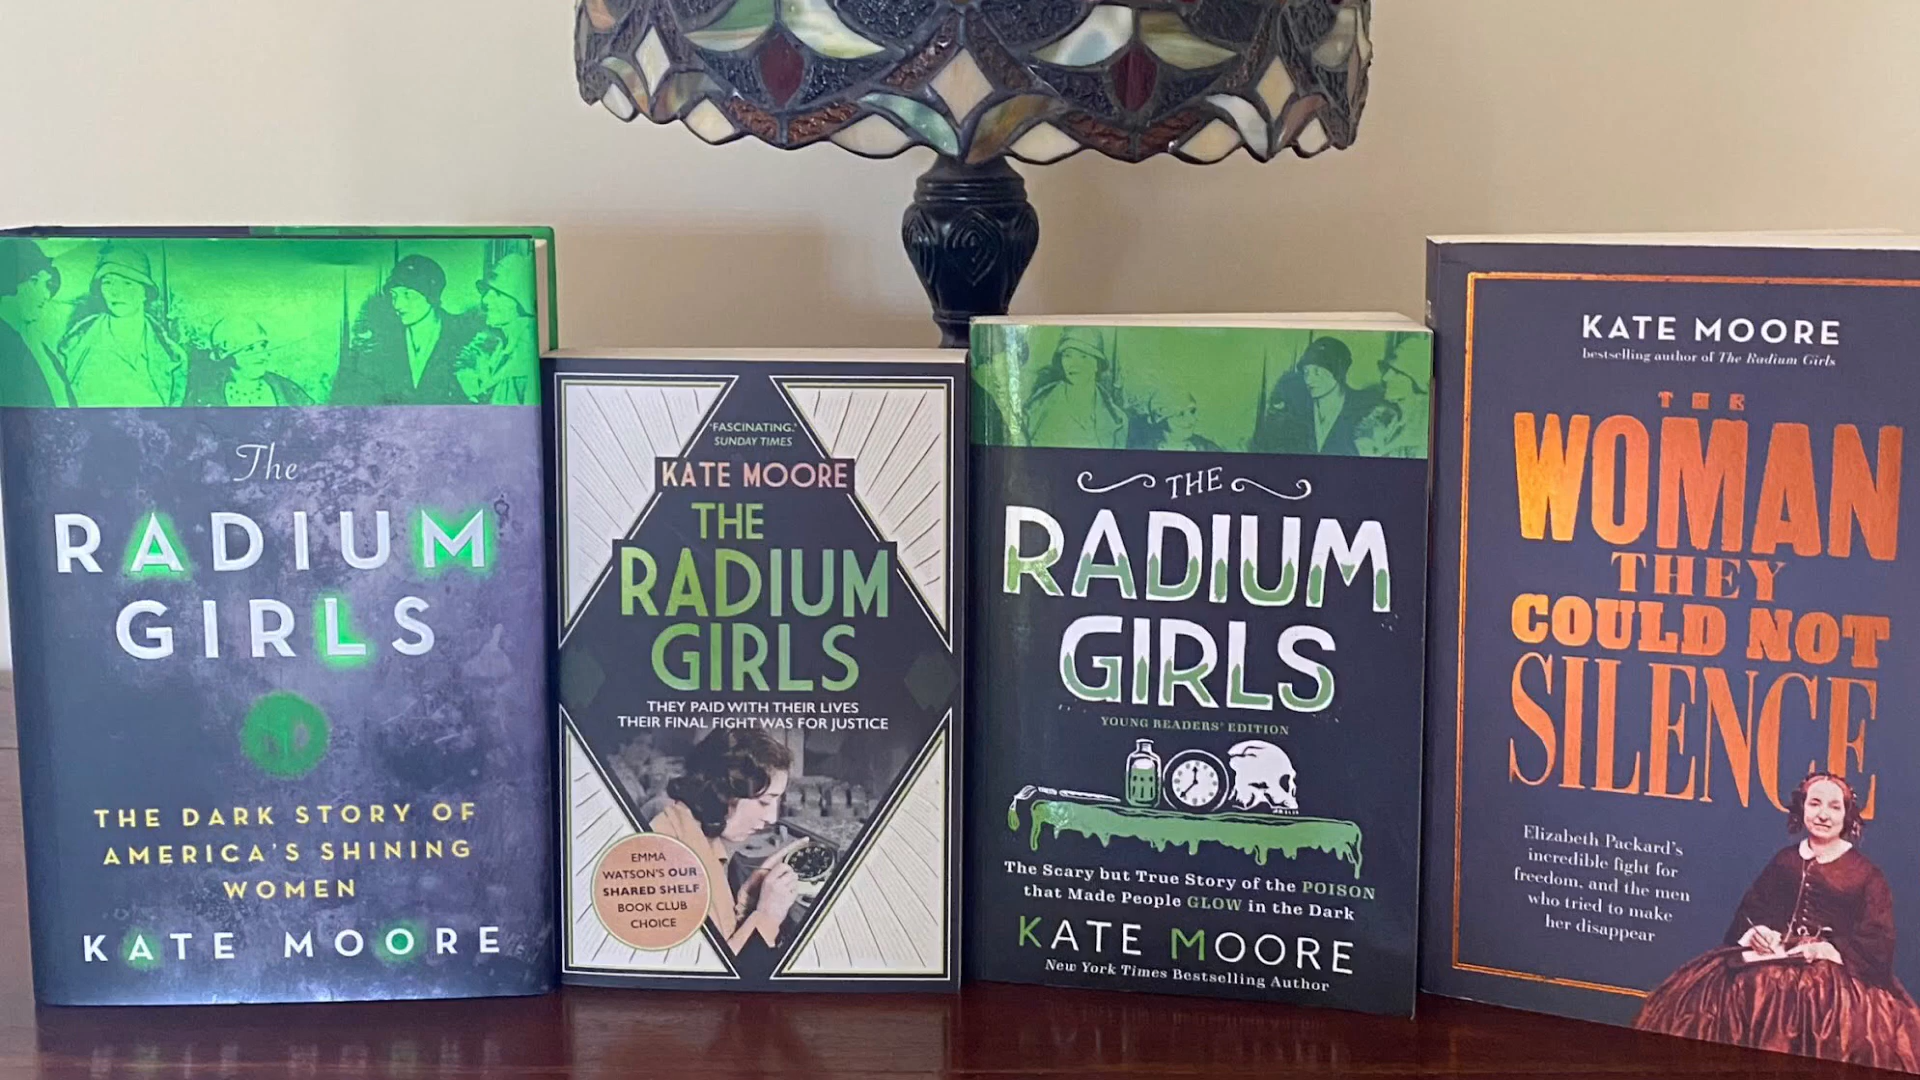 The
RADIUM
GIRLS
THE DARK STORY OF
AMERICA'S SHINING
WOMEN
KATE MOORE
'FASCINATING.'
SUNDAY TIMES
KATE MOORE
THE
RADIUM
GIRLS
THEY PAID WITH THEIR LIVES
THEIR FINAL FIGHT WAS FOR JUSTICE
EMMA
WATSON'S OUR
SHARED SHELF
BOOK CLUB
CHOICE
THE
RADIUM
GIRLS
YOUNG READERS' EDITION
The Scary but True Story of the POISON
that Made People GLOW in the Dark
KATE MOORE
New York Times Bestselling Author
KATE MOORE
bestselling author of The Radium Girls
THE
WOMAN
THEY
COULD NOT
SILENCE
Elizabeth Packard's
incredible fight for
freedom, and the men
who tried to make
her disappear